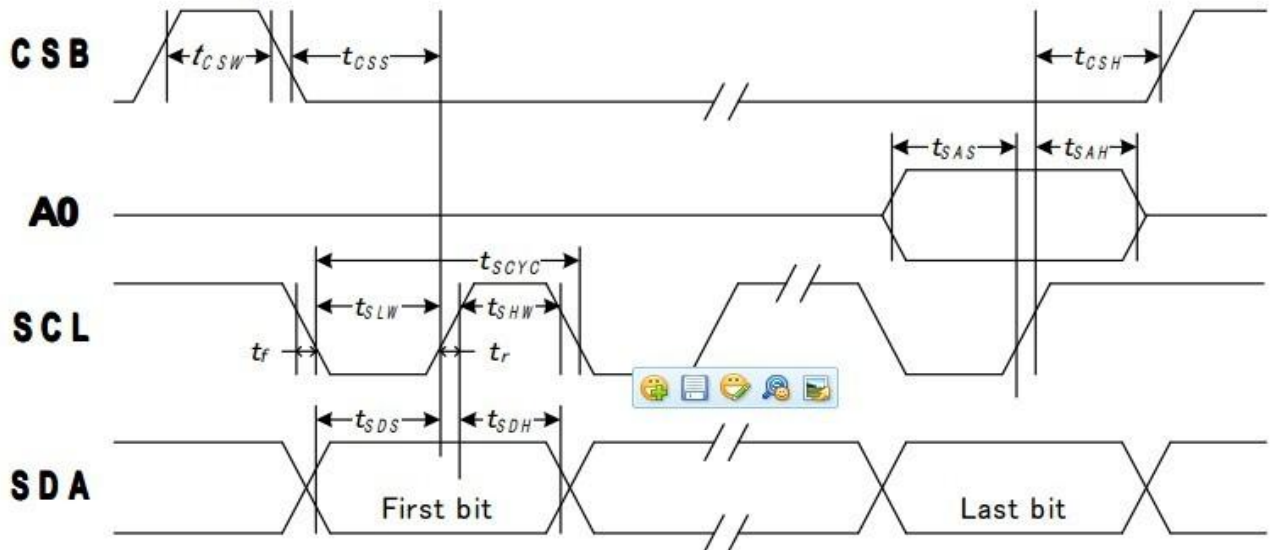 CSB
tCSW
tCSS
tCSH
A0
tSAS
tSAH
SCL
tSCYC
tSLW
tSHW
tf
tr
SDA
tSDS
tSDH
First bit
Last bit